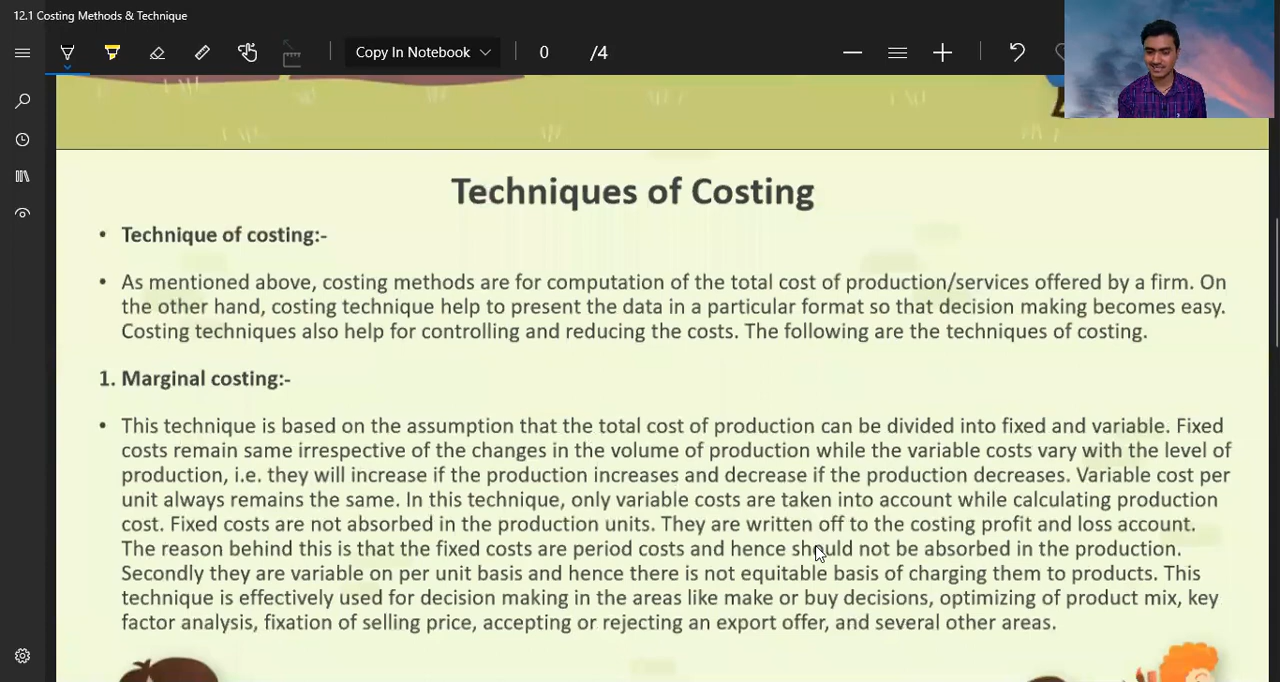 12.1 Costing Methods & Technique
Copy In Notebook
0 /4
Techniques of Costing
• Technique of costing:-
• As mentioned above, costing methods are for computation of the total cost of production/services offered by a firm. On
the other hand, costing technique help to present the data in a particular format so that decision making becomes easy.
Costing techniques also help for controlling and reducing the costs. The following are the techniques of costing.
1. Marginal costing:-
• This technique is based on the assumption that the total cost of production can be divided into fixed and variable. Fixed
costs remain same irrespective of the changes in the volume of production while the variable costs vary with the level of
production, i.e. they will increase if the production increases and decrease if the production decreases. Variable cost per
unit always remains the same. In this technique, only variable costs are taken into account while calculating production
cost. Fixed costs are not absorbed in the production units. They are written off to the costing profit and loss account.
The reason behind this is that the fixed costs are period costs and hence should not be absorbed in the production.
Secondly they are variable on per unit basis and hence there is not equitable basis of charging them to products. This
technique is effectively used for decision making in the areas like make or buy decisions, optimizing of product mix, key
factor analysis, fixation of selling price, accepting or rejecting an export offer, and several other areas.